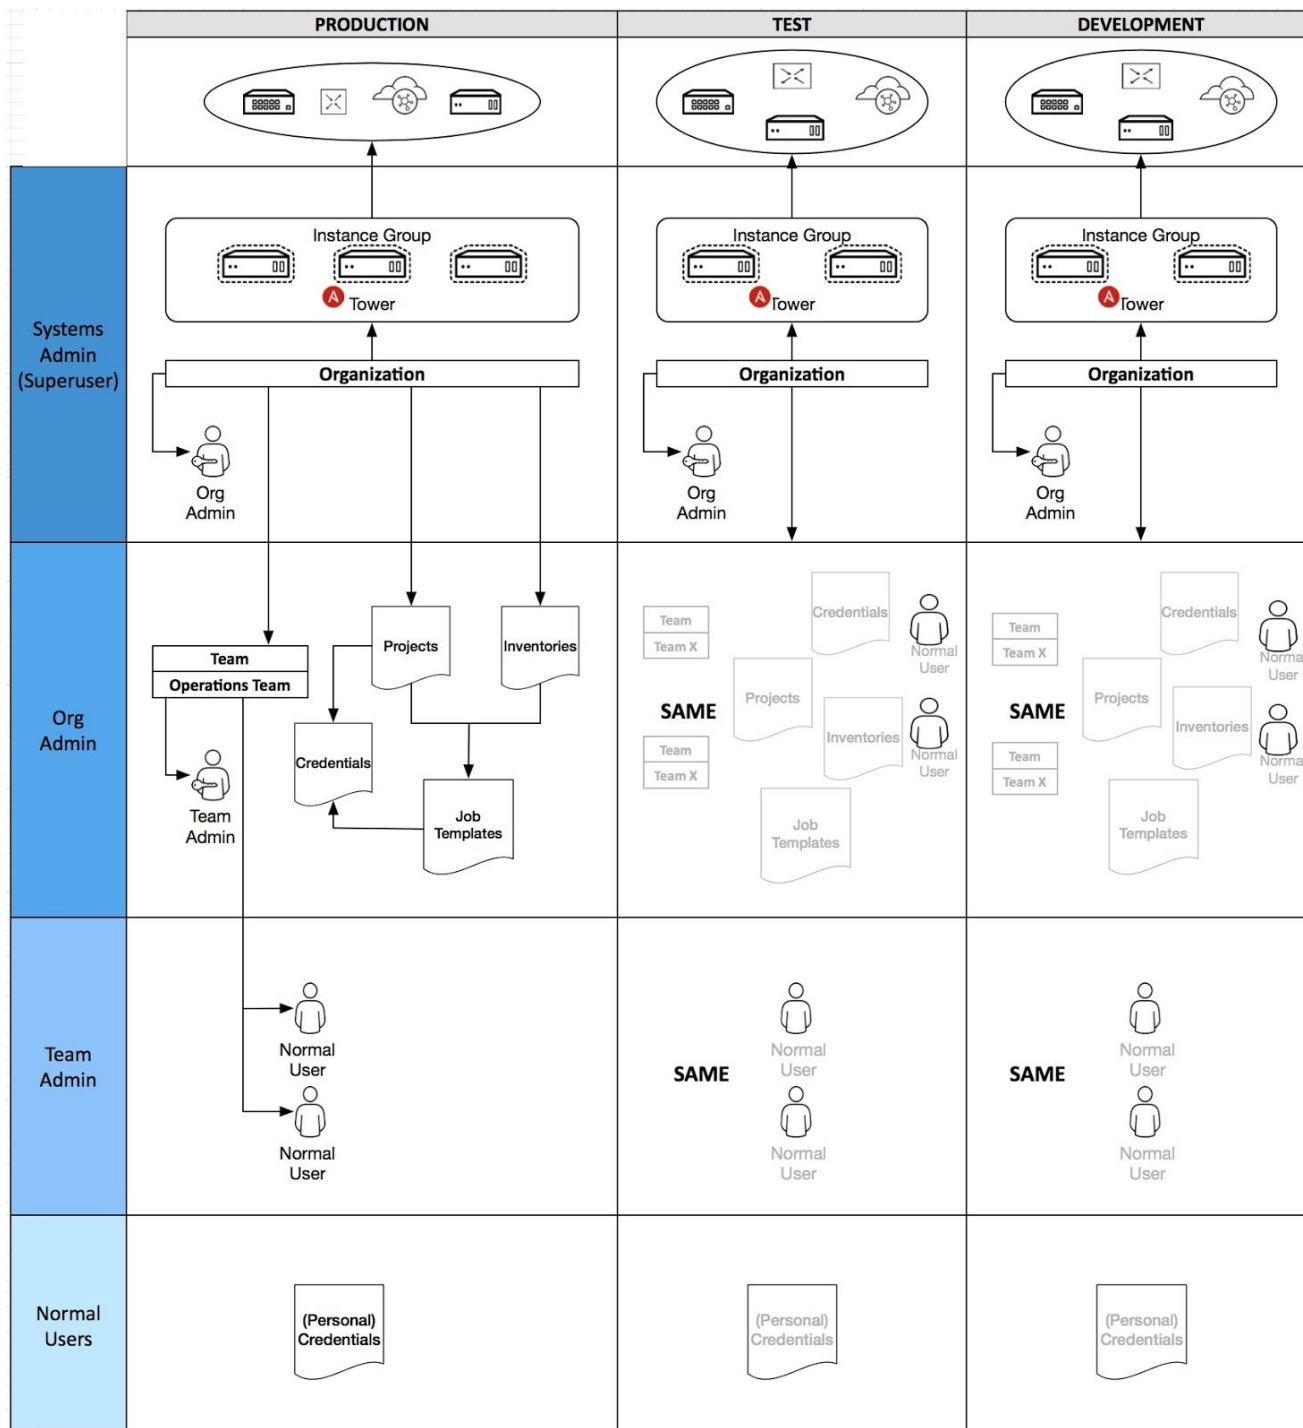 PRODUCTION
TEST
DEVELOPMENT
Systems
Admin
(Superuser)
Instance Group
Tower
Organization
Org
Admin
Instance Group
Tower
Organization
Org
Admin
Instance Group
Tower
Organization
Org
Admin
Org
Admin
Team
Operations Team
Projects
Inventories
Credentials
Team
Admin
Job
Templates
Team
Team X
Credentials
Normal
User
Projects
SAME
Inventories
Normal
User
Team
Team X
Job
Templates
Team
Team X
Credentials
Normal
User
Projects
SAME
Inventories
Normal
User
Team
Team X
Job
Templates
Team
Admin
Normal
User
Normal
User
SAME
Normal
User
Normal
User
SAME
Normal
User
Normal
User
Normal
Users
(Personal)
Credentials
(Personal)
Credentials
(Personal)
Credentials